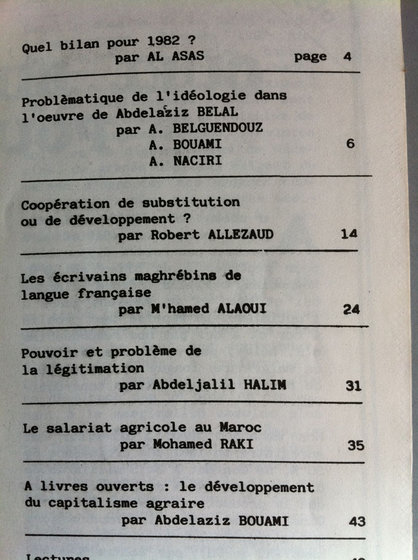 Quel bilan pour 1982 ?
par AL ASAS page 4
Problèmatique de l'idéologie dans
l'oeuvre de Abdelaziz BELAL
par A. BELGUENDOUZ
A. BOUAMI 6
A. NACIRI
Coopération de substitution
ou de développement ?
par Robert ALLEZAUD 14
Les écrivains maghrébins de
langue française
par M'hamed ALAOUI 24
Pouvoir et problème de
la légitimation
par Abdeljalil HALIM 31
Le salariat agricole au Maroc
par Mohamed RAKI 35
A livres ouverts : le développement
du capitalisme agraire
par Abdelaziz BOUAMI 43
Lectures